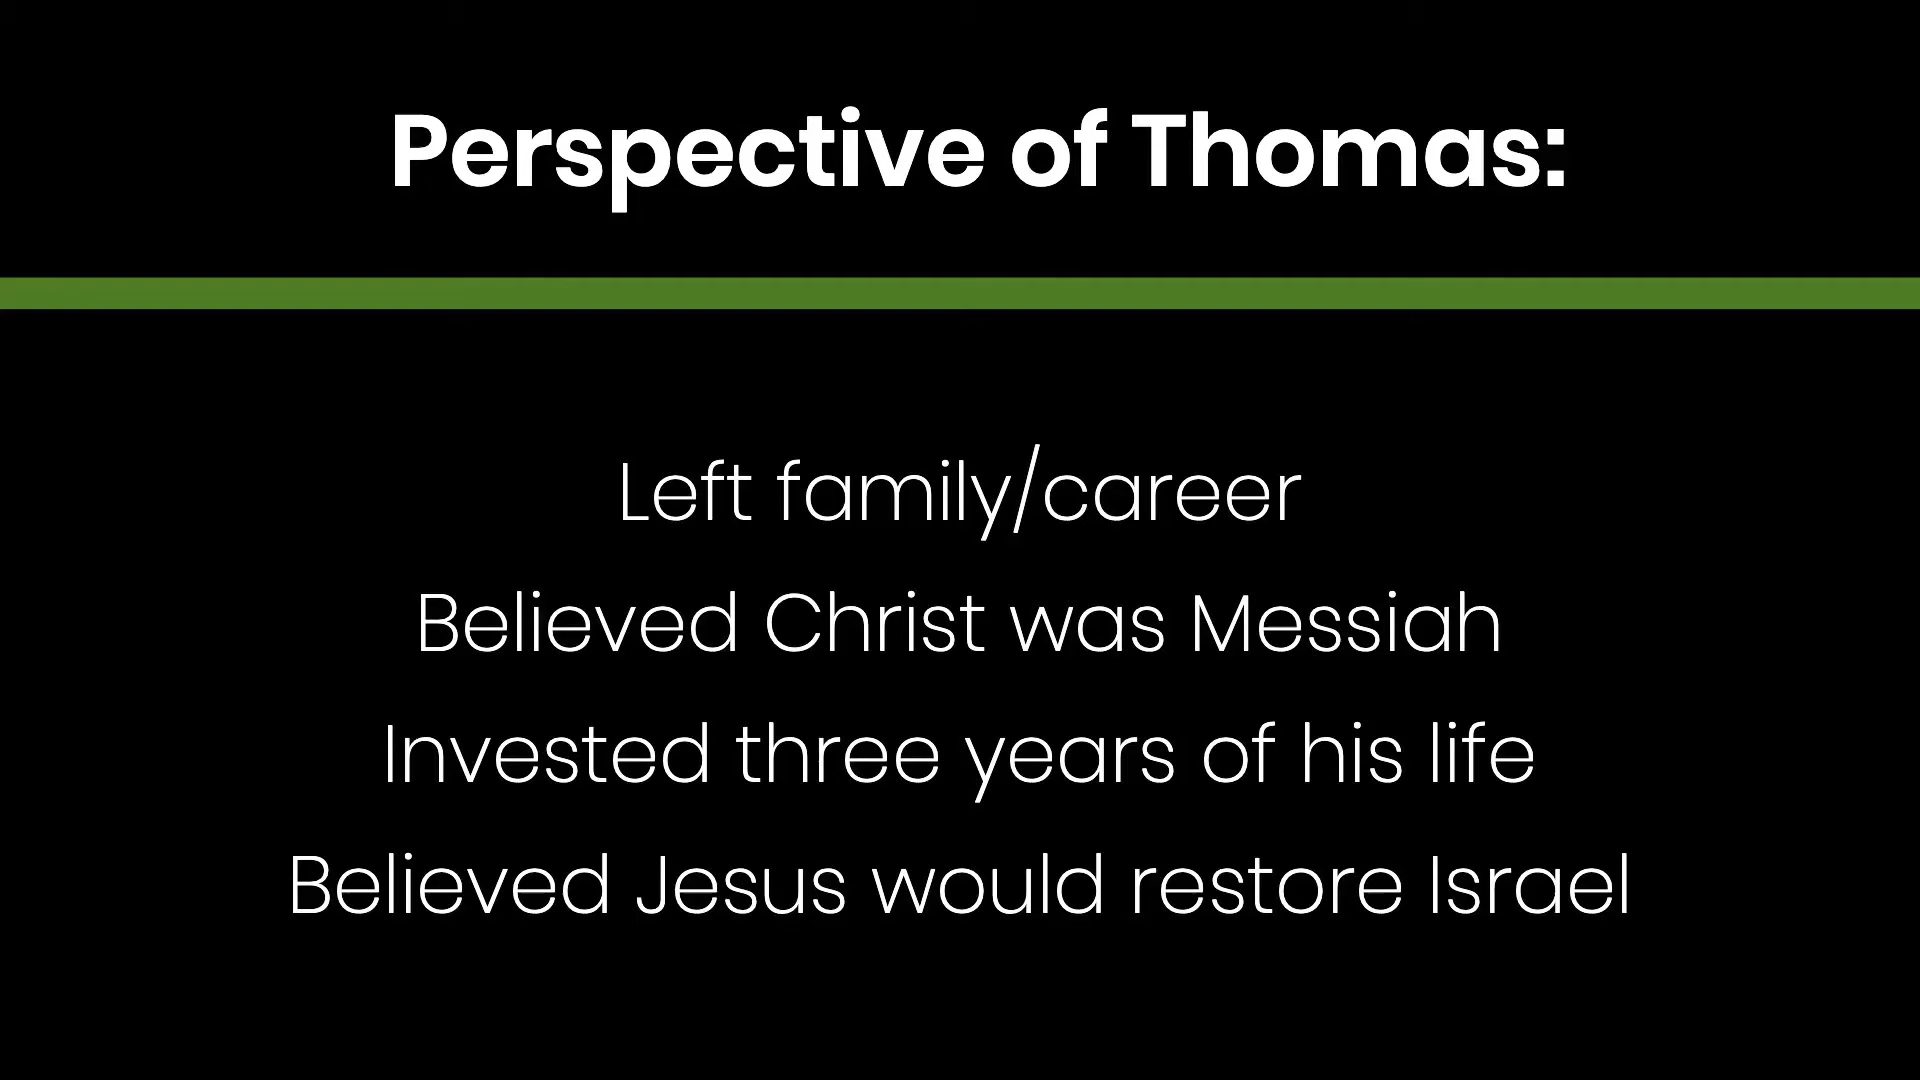 Perspective of Thomas:
Left family/career
Believed Christ was Messiah
Invested three years of his life
Believed Jesus would restore Israel